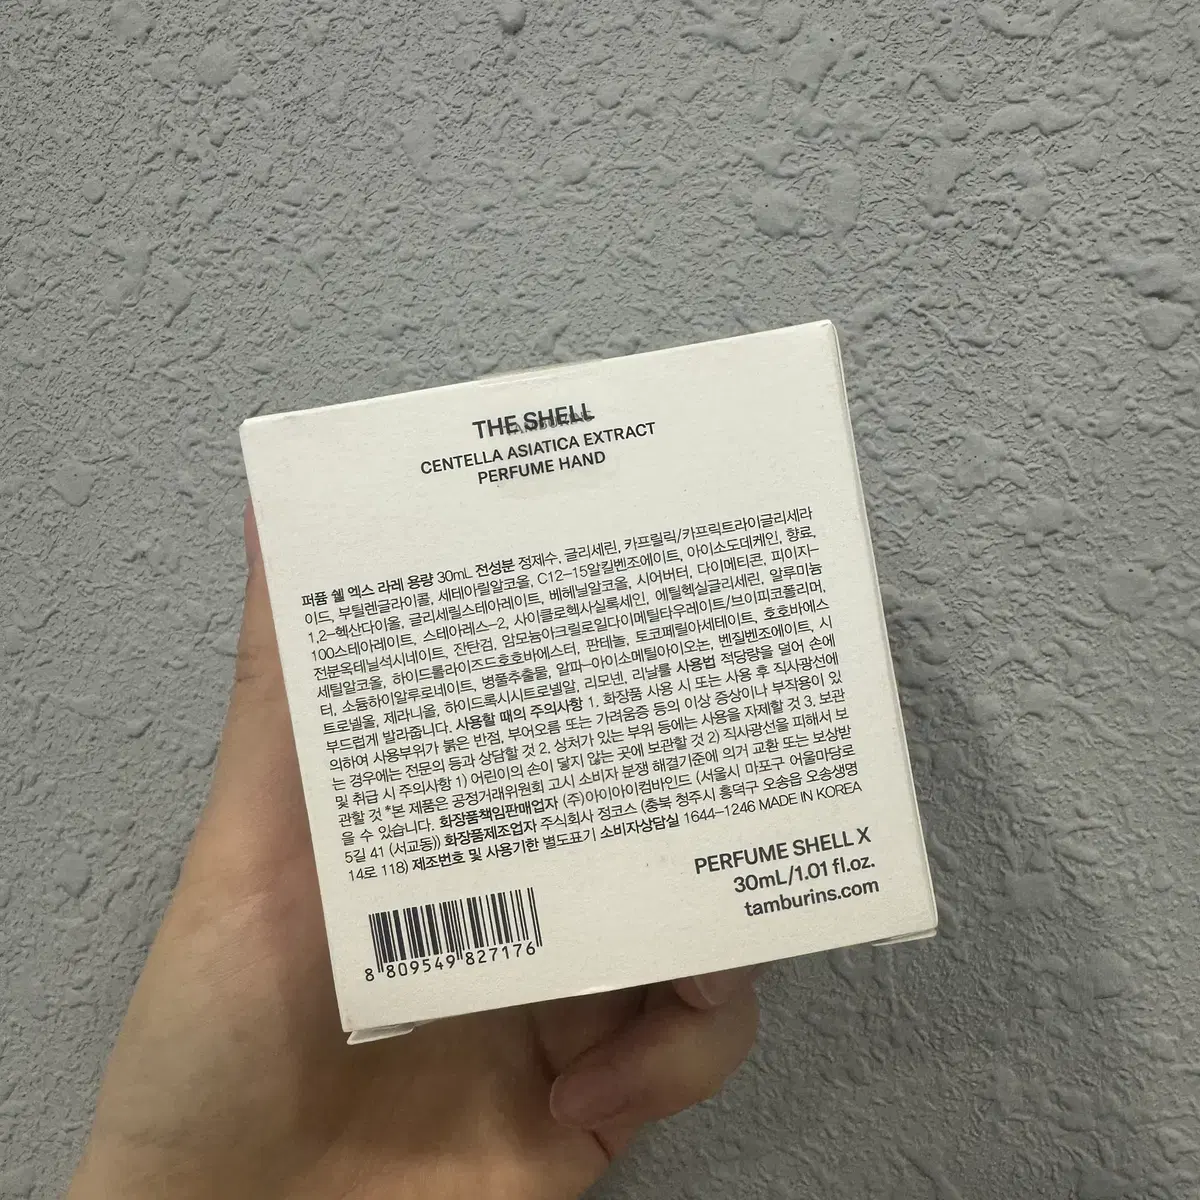 THE SHELL
TAMBURINS
CENTELLA ASIATICA EXTRACT
PERFUME HAND
퍼퓸 쉘 엑스 라레 용량 30mL 전성분 정제수, 글리세린, 카프릴릭/카프릭트라이글리세라
이드, 부틸렌글라이콜, 세테아릴알코올, C12-15알킬벤조에이트, 아이소도데케인, 향료,
1,2-헥산다이올, 글리세릴스테아레이트, 베헤닐알코올, 시어버터, 다이메티콘, 피이지-
100스테아레이트, 스테아레스-2, 사이클로헥사실록세인, 에틸헥실글리세린, 알루미늄
전분옥테닐석시네이트, 잔탄검, 암모늄아크릴로일다이메틸타우레이트/브이피코폴리머,
세틸알코올, 하이드롤라이즈드호호바에스터, 판테놀, 토코페릴아세테이트, 호호바에스
터, 소듐하이알루로네이트, 병풀추출물, 알파-아이소메틸아이오논, 벤질벤조에이트, 시
트로넬올, 제라니올, 하이드록시시트로넬알, 리모넨, 리날룰 사용법 적당량을 덜어 손에
부드럽게 발라줍니다. 사용할 때의 주의사항 1. 화장품 사용 시 또는 사용 후 직사광선에
의하여 사용부위가 붉은 반점, 부어오름 또는 가려움증 등의 이상 증상이나 부작용이 있
는 경우에는 전문의 등과 상담할 것 2. 상처가 있는 부위 등에는 사용을 자제할 것 3. 보관
및 취급 시 주의사항 1) 어린이의 손이 닿지 않는 곳에 보관할 것 2) 직사광선을 피해서 보
관할 것 *본 제품은 공정거래위원회 고시 소비자 분쟁 해결기준에 의거 교환 또는 보상받
을 수 있습니다. 화장품책임판매업자 (주)아이아이컴바인드 (서울시 마포구 어울마당로
5길 41 (서교동)) 화장품제조업자 주식회사 정코스 (충북 청주시 흥덕구 오송읍 오송생명
14로 118) 제조번호 및 사용기한 별도표기 소비자상담실 1644-1246 MADE IN KOREA
PERFUME SHELL X
30mL/1.01 fl.oz.
tamburins.com
8 809549 827176